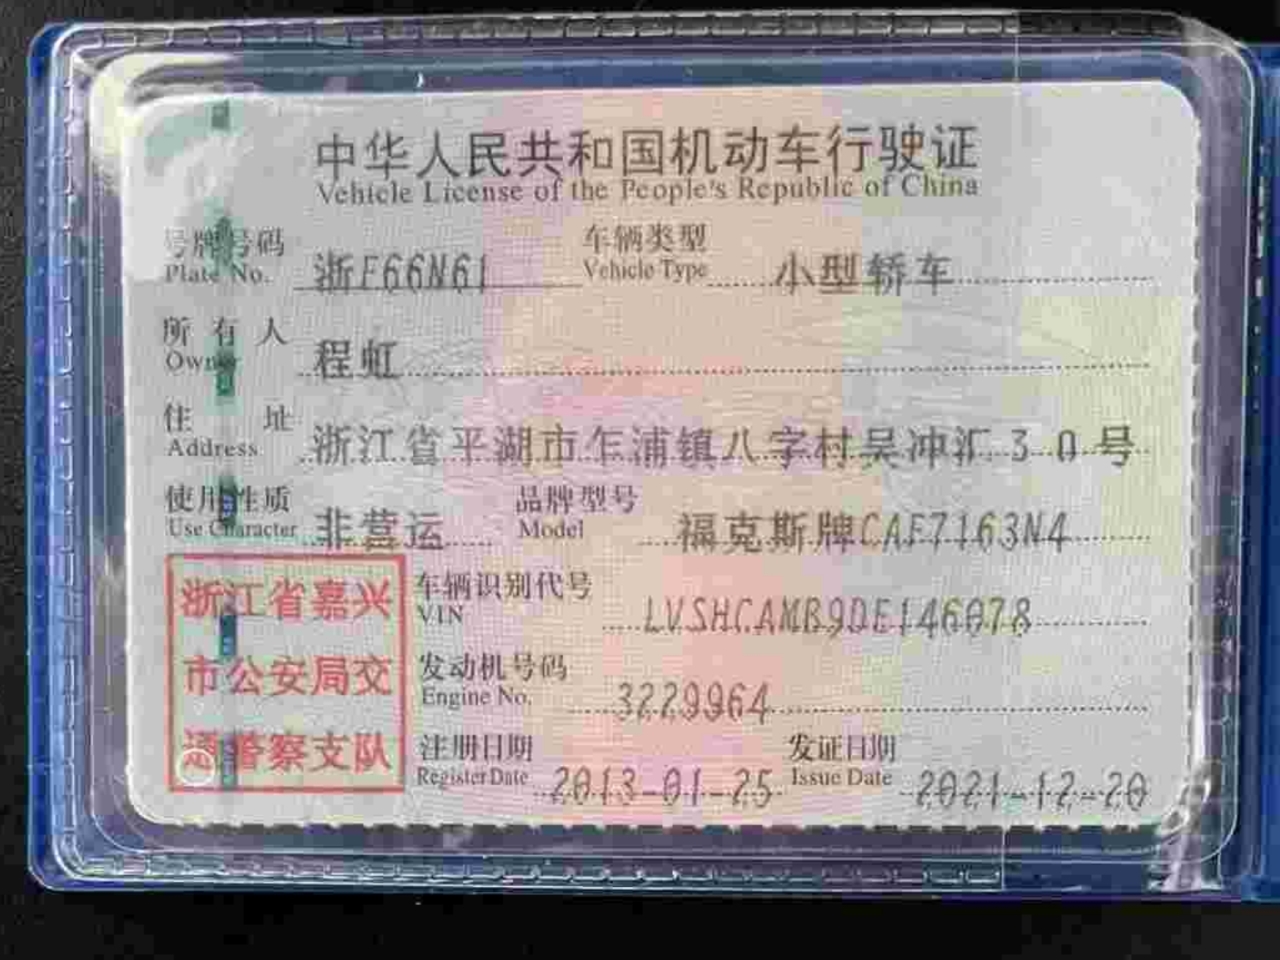 中华人民共和国机动车行驶证
Vehicle License of the People's Republic of China
号牌号码 浙F66N61 车辆类型 小型轿车
Plate No. Vehicle Type
所有人 程虹
Owner
住址 浙江省平湖市乍浦镇八字村吴冲汇30号
Address
使用性质 非营运 品牌型号 福克斯牌CAF7163N4
Use Character Model
浙江省嘉兴
市公安局交
通警察支队
车辆识别代号 LVSHCAMB9DE146078
VIN
发动机号码 3229964
Engine No.
注册日期 2013-01-25 发证日期 2021-12-20
Register Date Issue Date